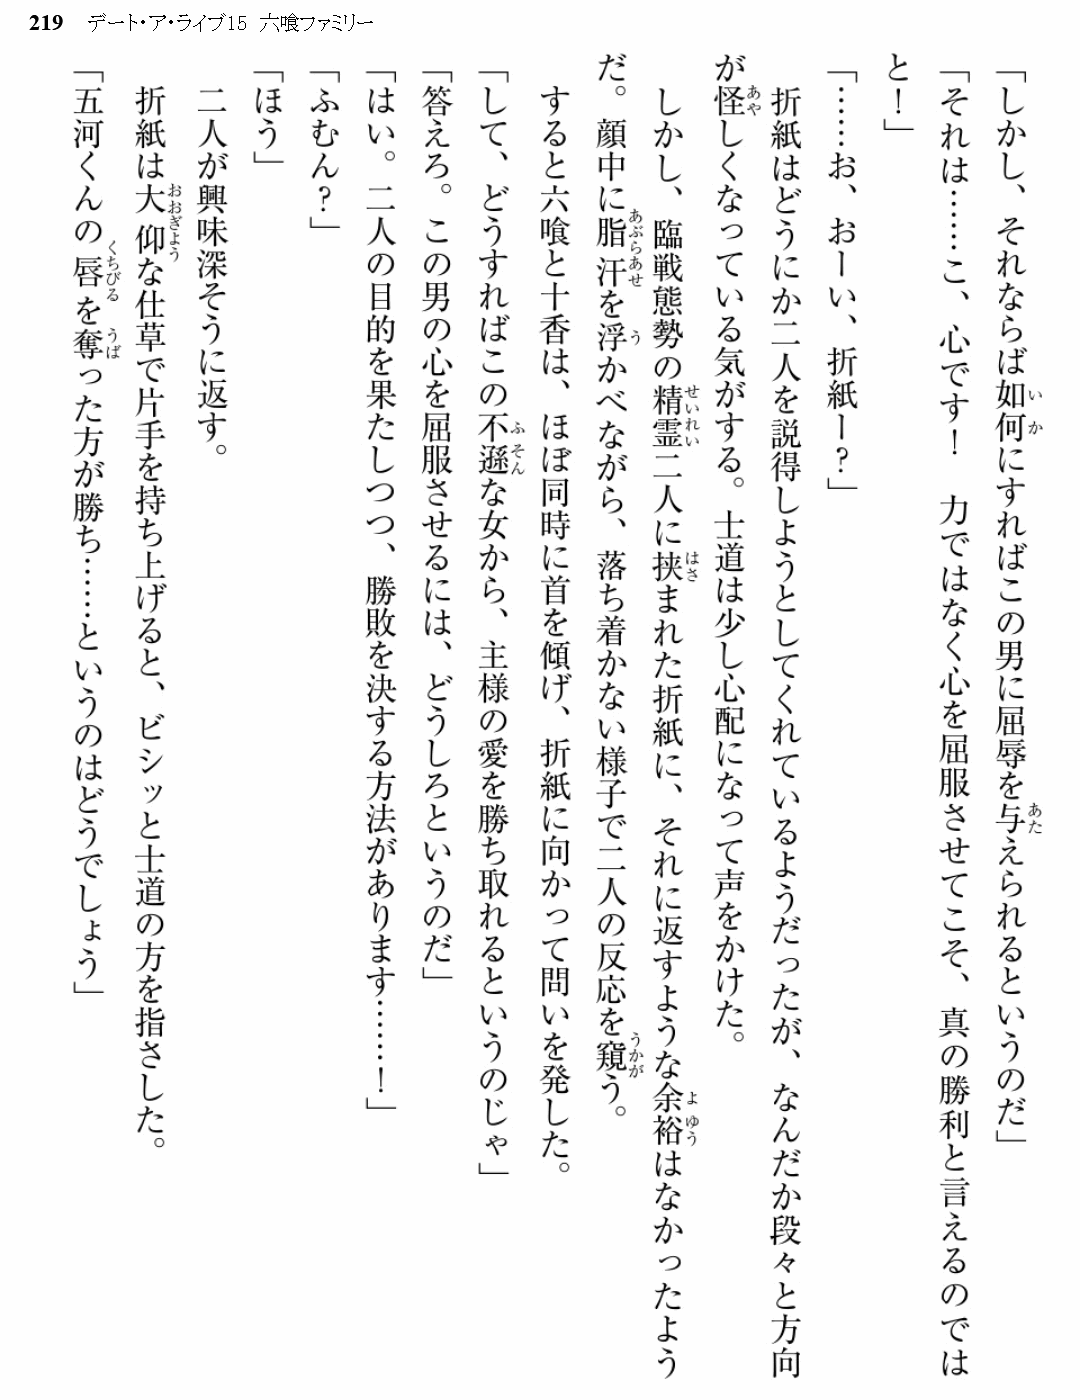 219 デート・ア・ライブ15 六喰ファミリー
「しかし、それならば如何にすればこの男に屈辱を与えられるというのだ」
「それは……こ、心です！　力ではなく心を屈服させてこそ、真の勝利と言えるのでは
と！」
「……お、おーい、折紙ー？」
折紙はどうにか二人を説得しようとしてくれているようだったが、なんだか段々と方向
が怪しくなっている気がする。士道は少し心配になって声をかけた。
しかし、臨戦態勢の精霊二人に挟まれた折紙に、それに返すような余裕はなかったよう
だ。顔中に脂汗を浮かべながら、落ち着かない様子で二人の反応を窺う。
すると六喰と十香は、ほぼ同時に首を傾げ、折紙に向かって問いを発した。
「して、どうすればこの不遜な女から、主様の愛を勝ち取れるというのじゃ」
「答えろ。この男の心を屈服させるには、どうしろというのだ」
「はい。二人の目的を果たしつつ、勝敗を決する方法があります……！」
「ふむん？」
「ほう」
二人が興味深そうに返す。
折紙は大仰な仕草で片手を持ち上げると、ビシッと士道の方を指さした。
「五河くんの唇を奪った方が勝ち……というのはどうでしょう」